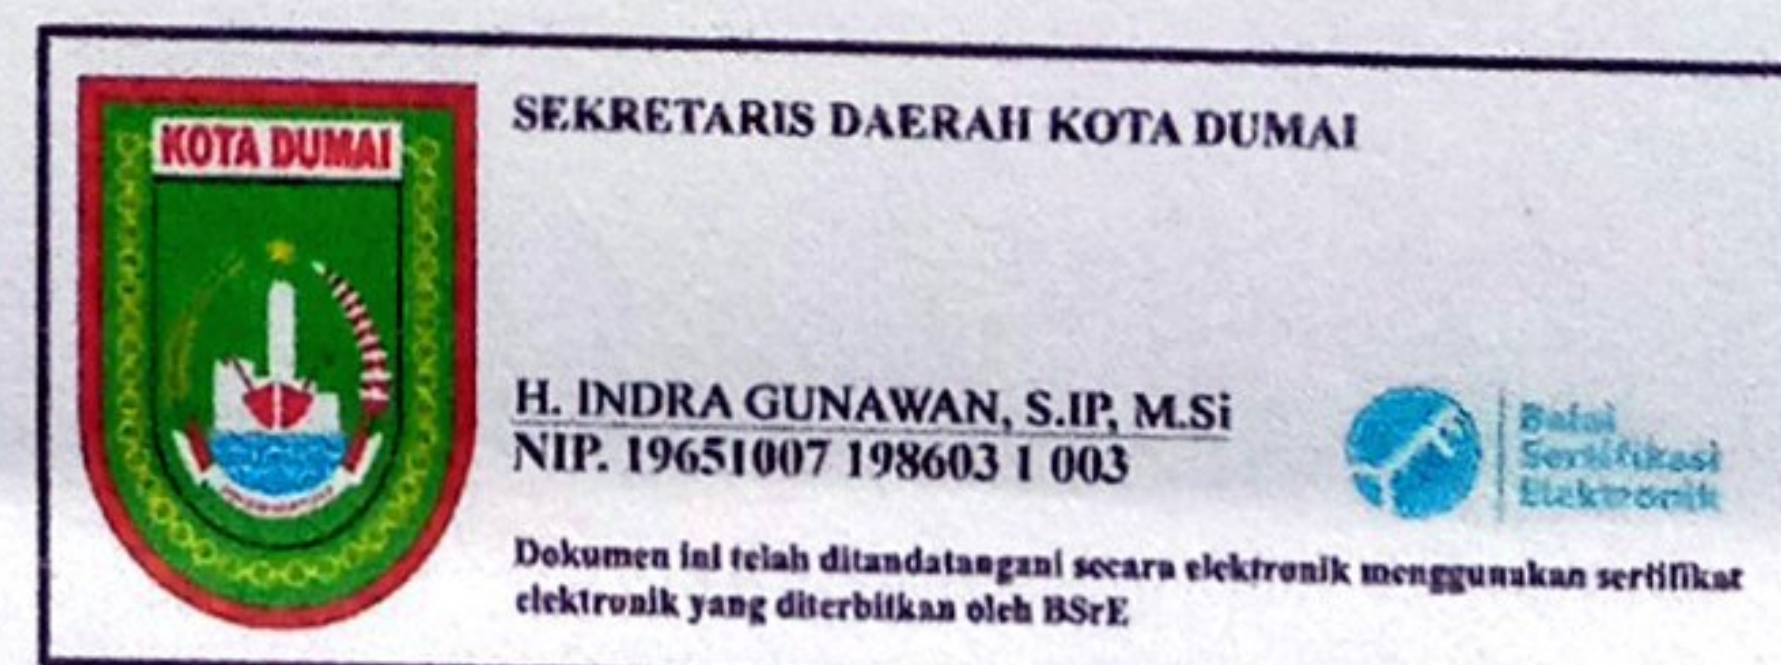 KOTA DUMAI
SEKRETARIS DAERAH KOTA DUMAI
H. INDRA GUNAWAN, S.IP, M.Si
NIP. 19651007 198603 1 003
Balai
Sertifikasi
Elektronik
Dokumen ini telah ditandatangani secara elektronik menggunakan sertifikat
elektronik yang diterbitkan oleh BSrE